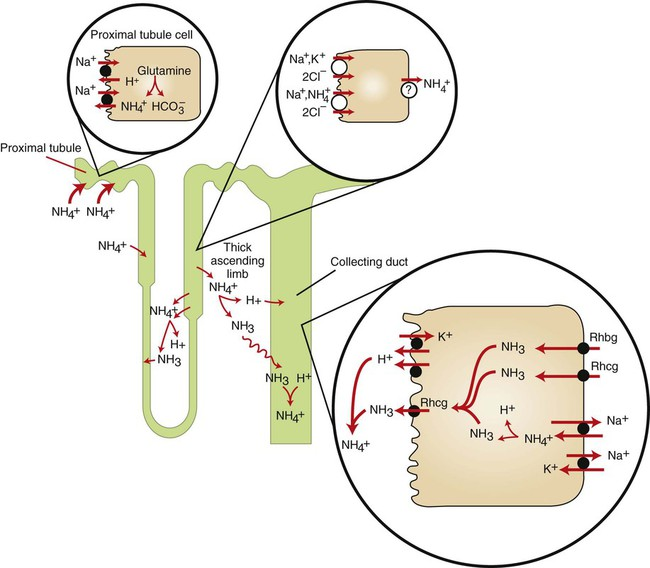 Proximal tubule cell
Na⁺
H⁺
Glutamine
Na⁺
NH₄⁺ HCO₃⁻
Na⁺,K⁺
2Cl⁻
Na⁺,NH₄⁺
2Cl⁻
?
NH₄⁺
Proximal tubule
NH₄⁺ NH₄⁺
NH₄⁺
Thick
ascending
limb
Collecting duct
NH₄⁺
H⁺
NH₃
NH₄⁺
H⁺
NH₃
NH₃ H⁺
NH₄⁺
K⁺
H⁺
NH₃
Rhbg
NH₃
Rhcg
NH₃
Rhcg
H⁺
NH₃
NH₄⁺
Na⁺
NH₄⁺
K⁺
Na⁺